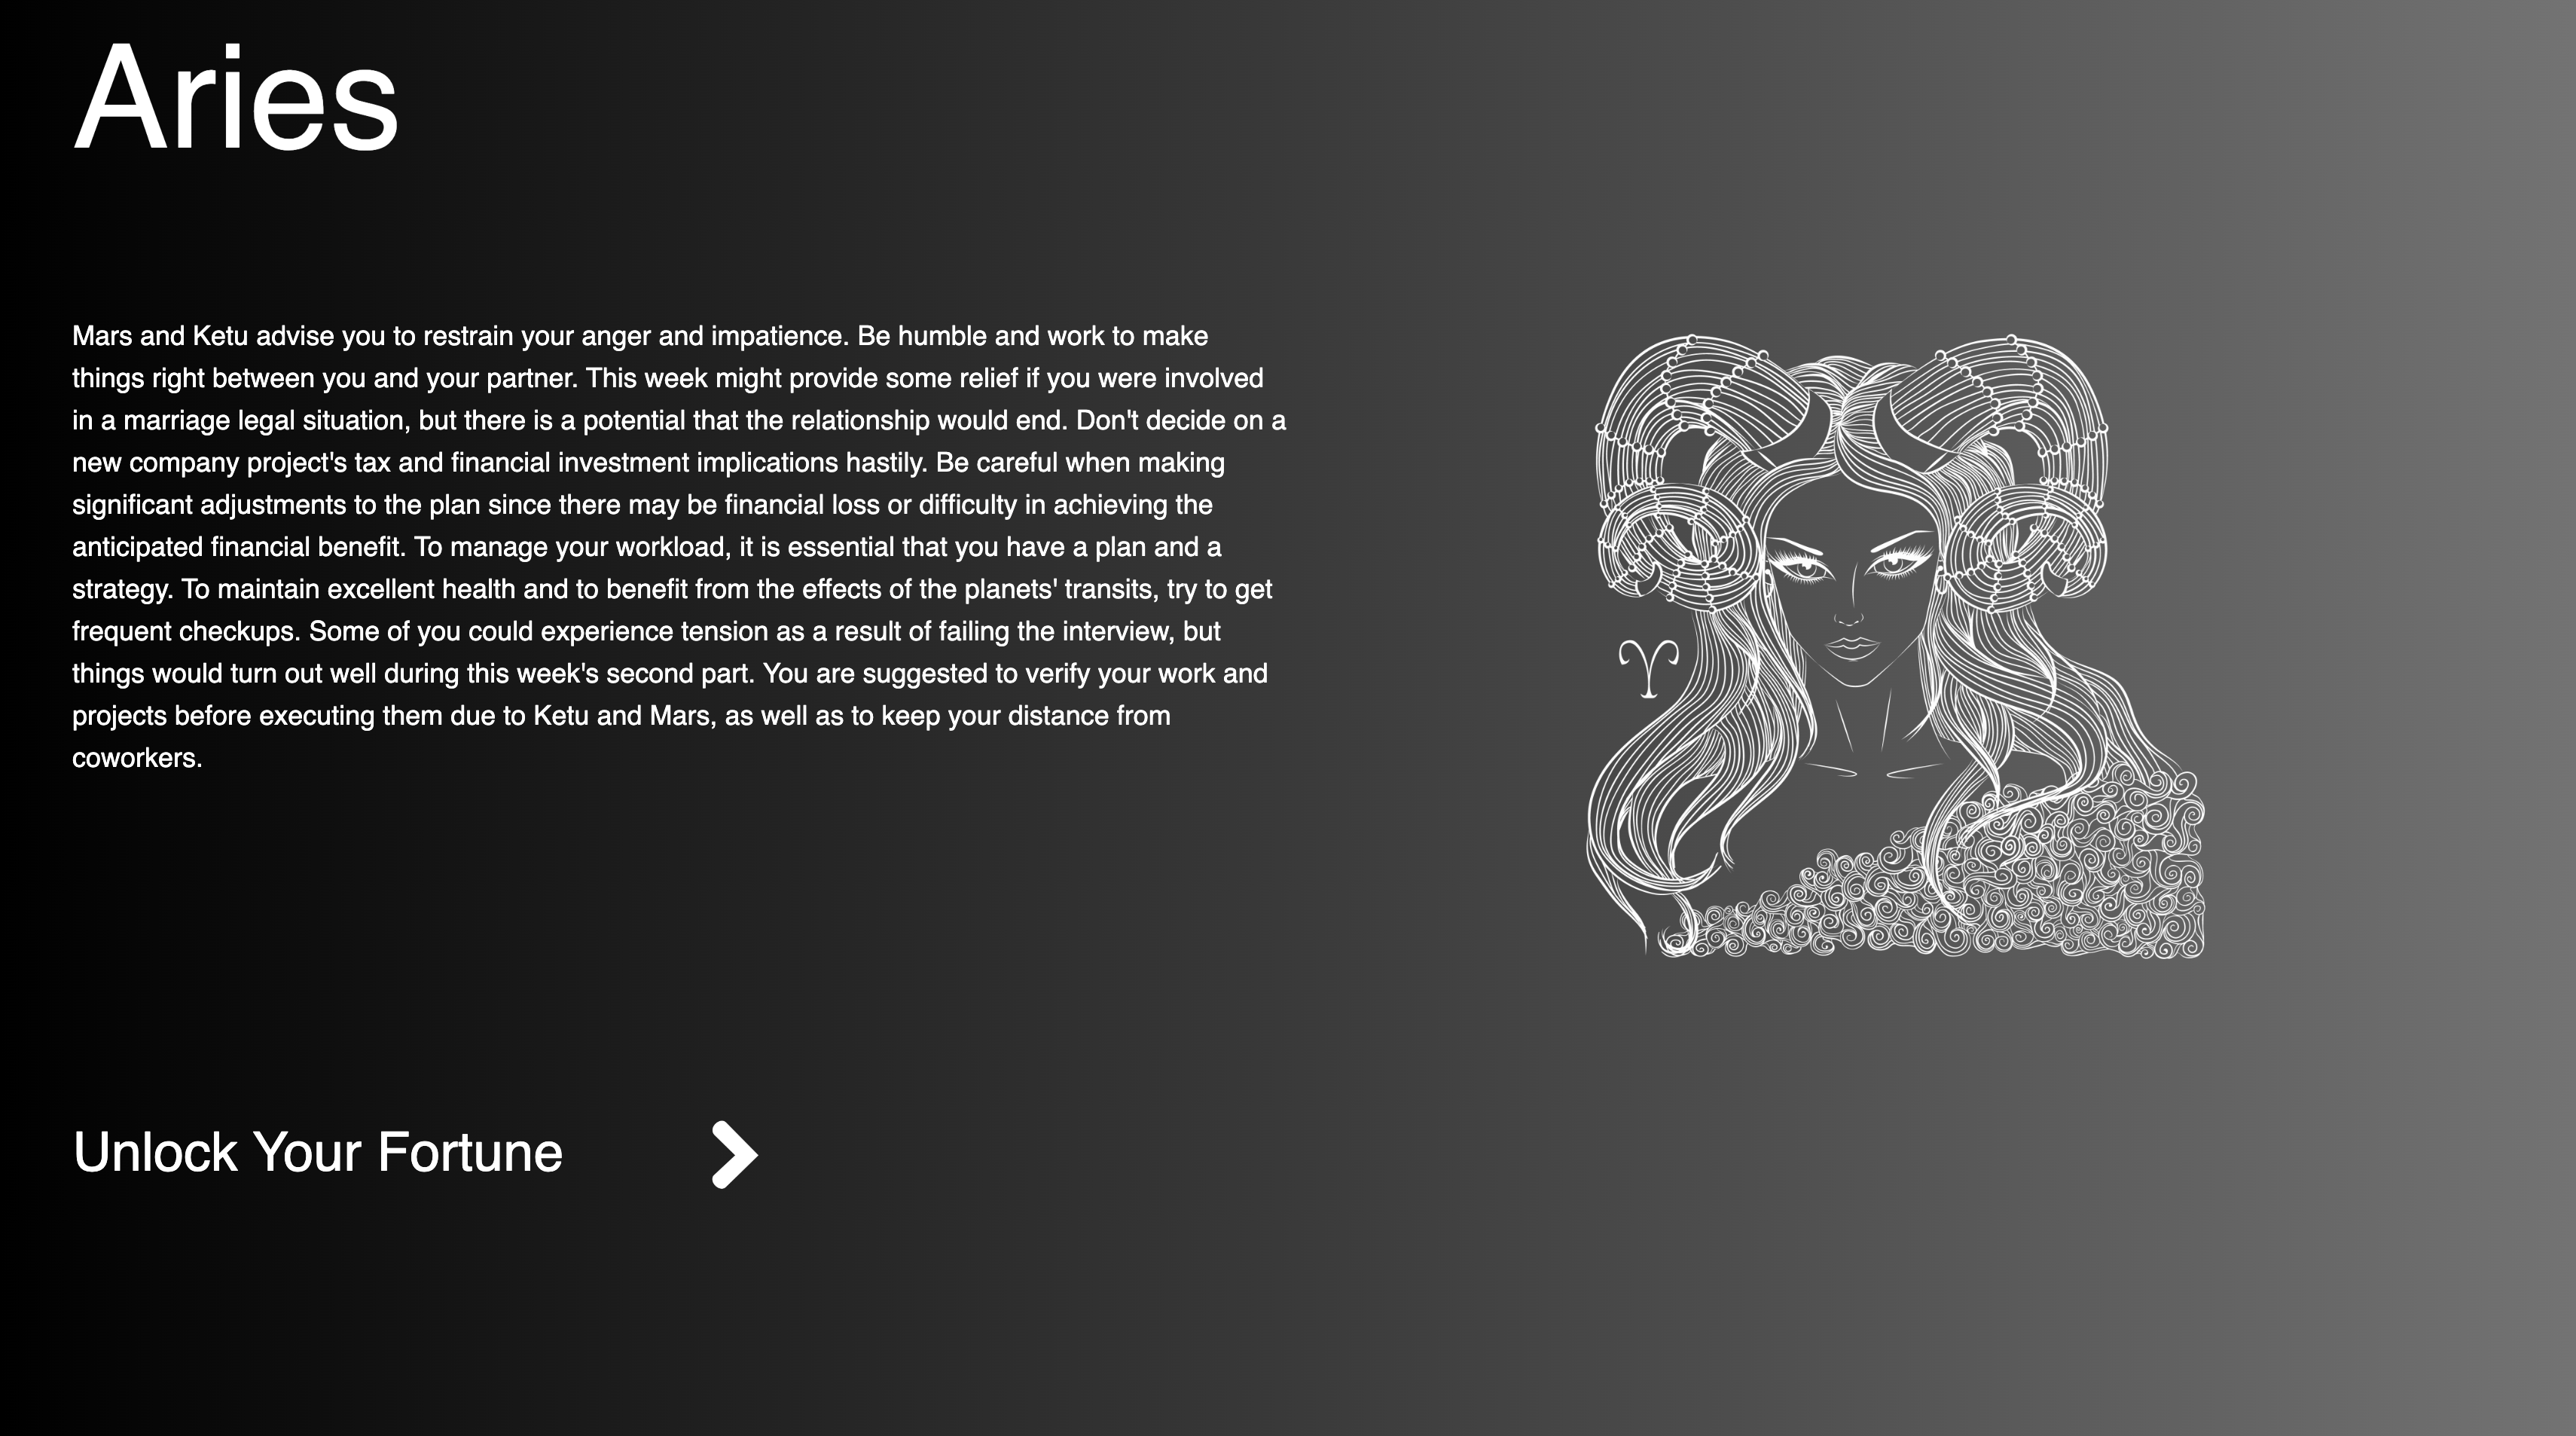 Aries
Mars and Ketu advise you to restrain your anger and impatience. Be humble and work to make
things right between you and your partner. This week might provide some relief if you were involved
in a marriage legal situation, but there is a potential that the relationship would end. Don't decide on a
new company project's tax and financial investment implications hastily. Be careful when making
significant adjustments to the plan since there may be financial loss or difficulty in achieving the
anticipated financial benefit. To manage your workload, it is essential that you have a plan and a
strategy. To maintain excellent health and to benefit from the effects of the planets' transits, try to get
frequent checkups. Some of you could experience tension as a result of failing the interview, but
things would turn out well during this week's second part. You are suggested to verify your work and
projects before executing them due to Ketu and Mars, as well as to keep your distance from
coworkers.
Unlock Your Fortune